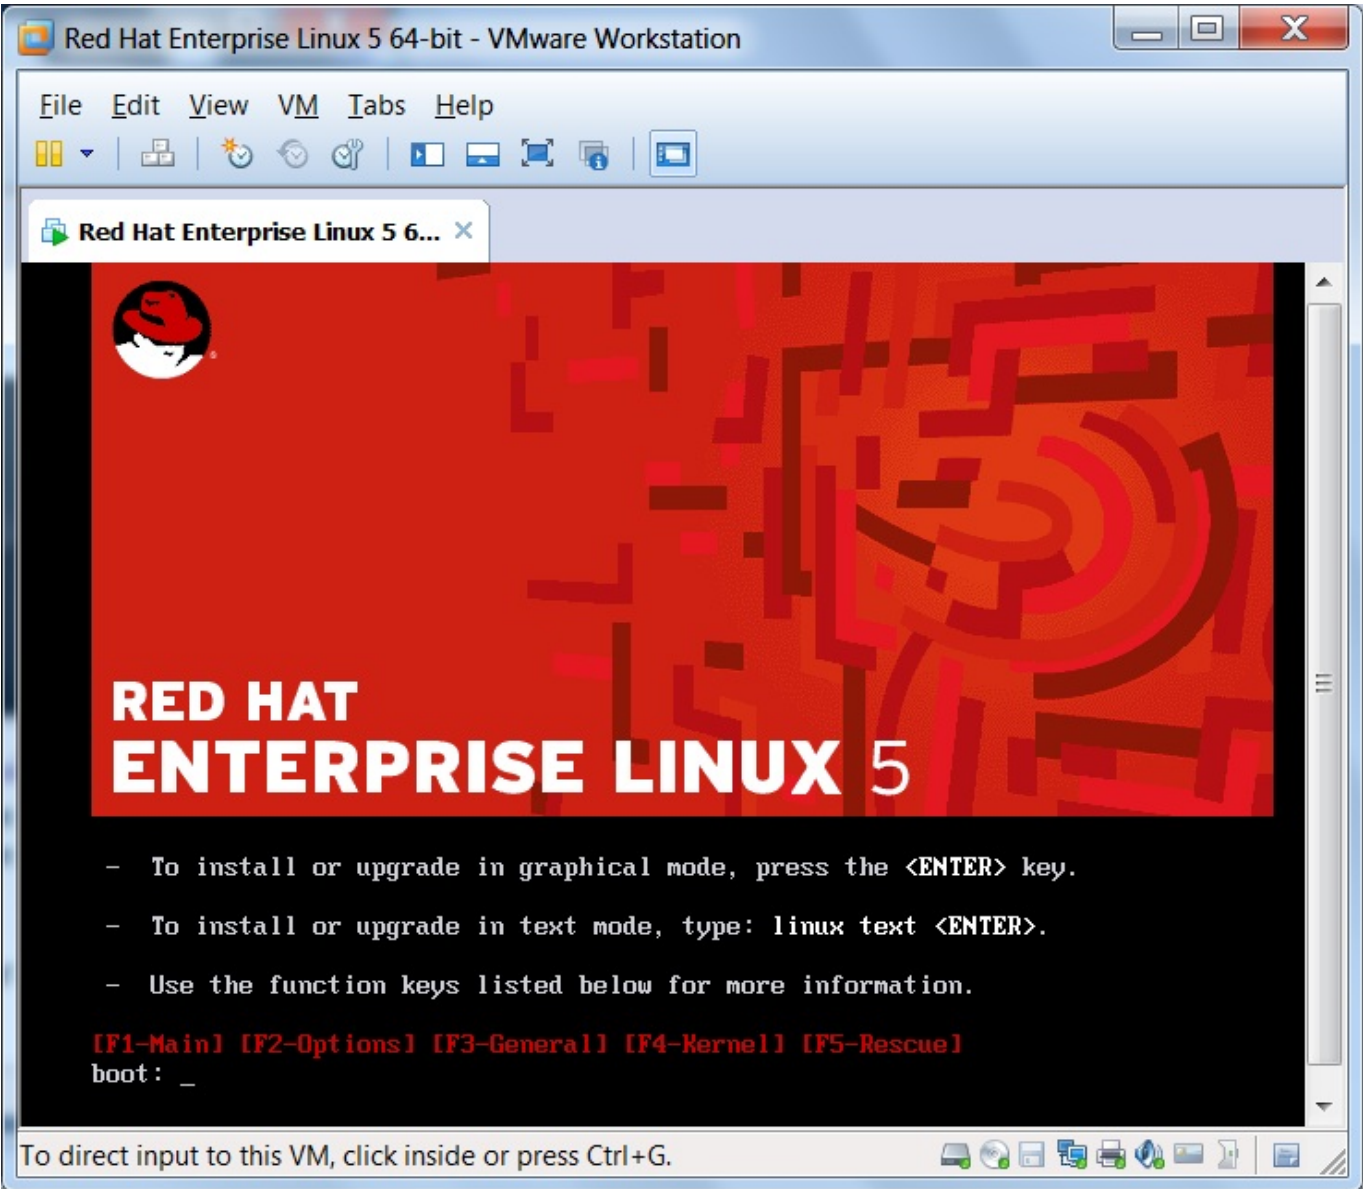 Red Hat Enterprise Linux 5 64-bit - VMware Workstation
File Edit View VM Tabs Help
Red Hat Enterprise Linux 5 6...
RED HAT
ENTERPRISE LINUX 5
- To install or upgrade in graphical mode, press the <ENTER> key.
- To install or upgrade in text mode, type: linux text <ENTER>.
- Use the function keys listed below for more information.
[F1-Main] [F2-Options] [F3-General] [F4-Kernel] [F5-Rescue]
boot: _
To direct input to this VM, click inside or press Ctrl+G.